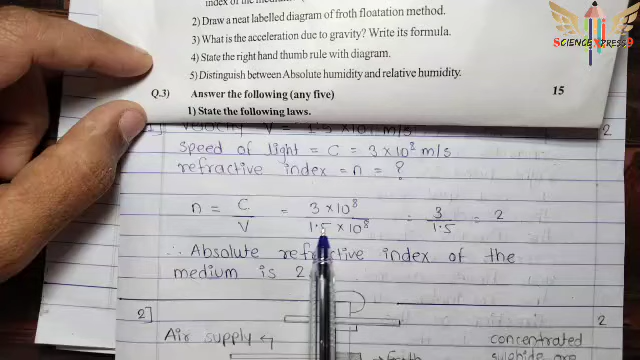 SCIENCEXPRESS9
2) Draw a neat labelled diagram of froth floatation method.
3) What is the acceleration due to gravity? Write its formula.
4) State the right hand thumb rule with diagram.
5) Distinguish between Absolute humidity and relative humidity.
Q.3) Answer the following (any five) 15
1) State the following laws.
2
speed of light = C = 3 × 10⁸ m/s
refractive index = n = ?
n = C/V = 3 × 10⁸ / 1.5 × 10⁸ = 3/1.5 = 2
∴ Absolute refractive index of the
medium is 2
2] 2
Air supply concentrated
Froth sulphide ore